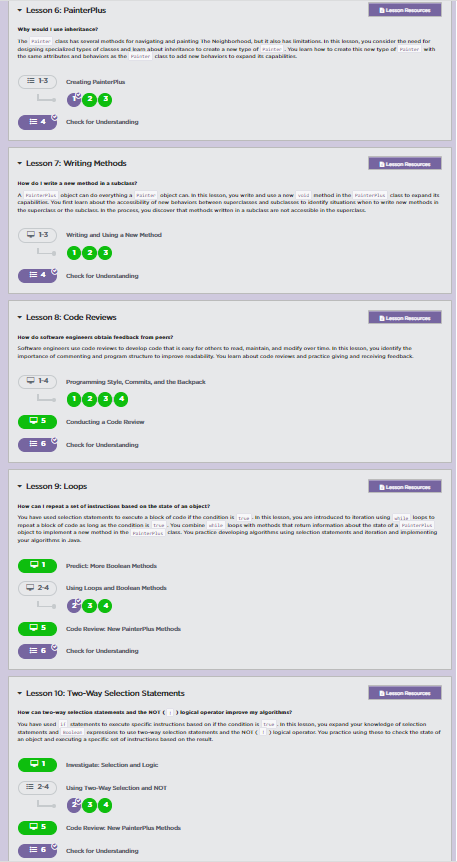 Lesson 6: PainterPlus
Lesson Resources
Why would I use inheritance?
The Painter class has several methods for navigating and painting The Neighborhood, but it also has limitations. In this lesson, you consider the need for
designing specialized types of classes and learn about inheritance to create a new type of Painter . You learn how to create this new type of Painter with
the same attributes and behaviors as the Painter class to add new behaviors to expand its capabilities.
1-3 Creating PainterPlus
1 2 3
4 Check for Understanding
Lesson 7: Writing Methods
Lesson Resources
How do I write a new method in a subclass?
A PainterPlus object can do everything a Painter object can. In this lesson, you write and use a new void method in the PainterPlus class to expand its
capabilities. You first learn about the accessibility of new behaviors between superclasses and subclasses to identify situations when to write new methods in
the superclass or the subclass. In the process, you discover that methods written in a subclass are not accessible in the superclass.
1-3 Writing and Using a New Method
1 2 3
4 Check for Understanding
Lesson 8: Code Reviews
Lesson Resources
How do software engineers obtain feedback from peers?
Software engineers use code reviews to develop code that is easy for others to read, maintain, and modify over time. In this lesson, you identify the
importance of commenting and program structure to improve readability. You learn about code reviews and practice giving and receiving feedback.
1-4 Programming Style, Commits, and the Backpack
1 2 3 4
5 Conducting a Code Review
6 Check for Understanding
Lesson 9: Loops
Lesson Resources
How can I repeat a set of instructions based on the state of an object?
You have used selection statements to execute a block of code if the condition is true . In this lesson, you are introduced to iteration using while loops to
repeat a block of code as long as the condition is true . You combine while loops with methods that return information about the state of a PainterPlus
object to implement a new method in the PainterPlus class. You practice developing algorithms using selection statements and iteration and implementing
your algorithms in Java.
1 Predict: More Boolean Methods
2-4 Using Loops and Boolean Methods
2 3 4
5 Code Review: New PainterPlus Methods
6 Check for Understanding
Lesson 10: Two-Way Selection Statements
Lesson Resources
How can two-way selection statements and the NOT ( ! ) logical operator improve my algorithms?
You have used if statements to execute specific instructions based on if the condition is true . In this lesson, you expand your knowledge of selection
statements and Boolean expressions to use two-way selection statements and the NOT ( ! ) logical operator. You practice using these to check the state of
an object and executing a specific set of instructions based on the result.
1 Investigate: Selection and Logic
2-4 Using Two-Way Selection and NOT
2 3 4
5 Code Review: New PainterPlus Methods
6 Check for Understanding